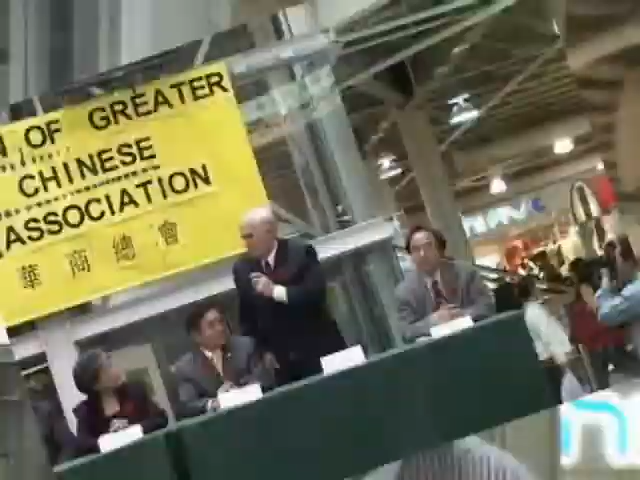 N OF GREATER
CHINESE
ASSOCIATION
華商總會